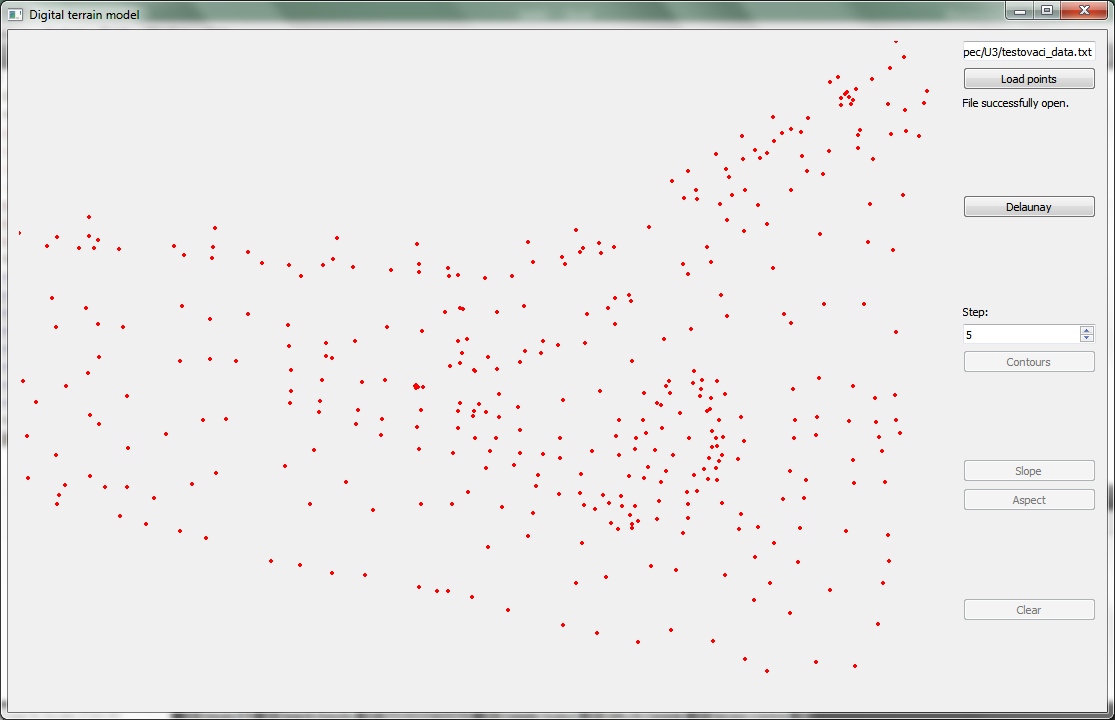 Digital terrain model
pec/U3/testovaci_data.txt
Load points
File successfully open.
Delaunay
Step:
5
Contours
Slope
Aspect
Clear